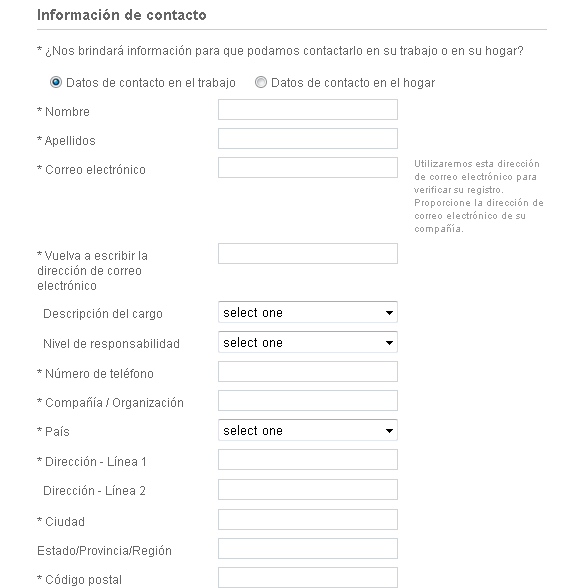 Información de contacto
* ¿Nos brindará información para que podamos contactarlo en su trabajo o en su hogar?
Datos de contacto en el trabajo Datos de contacto en el hogar
* Nombre
* Apellidos
* Correo electrónico
Utilizaremos esta dirección
de correo electrónico para
verificar su registro.
Proporcione la dirección de
correo electrónico de su
compañía.
* Vuelva a escribir la
dirección de correo
electrónico
Descripción del cargo select one
Nivel de responsabilidad select one
* Número de teléfono
* Compañía / Organización
* País select one
* Dirección - Línea 1
Dirección - Línea 2
* Ciudad
Estado/Provincia/Región
* Código postal